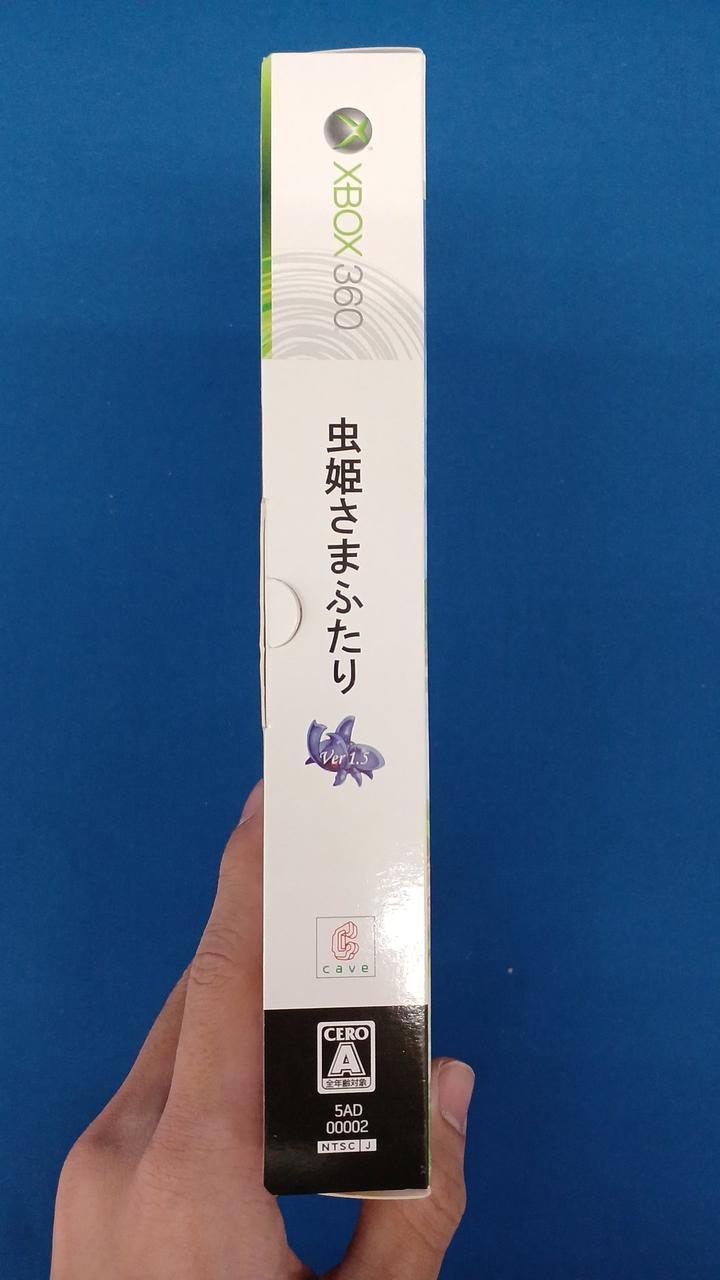 XBOX 360
虫姫さまふたり
Ver 1.5
cave
CERO
A
全年齢対象
5AD
00002
NTSC J